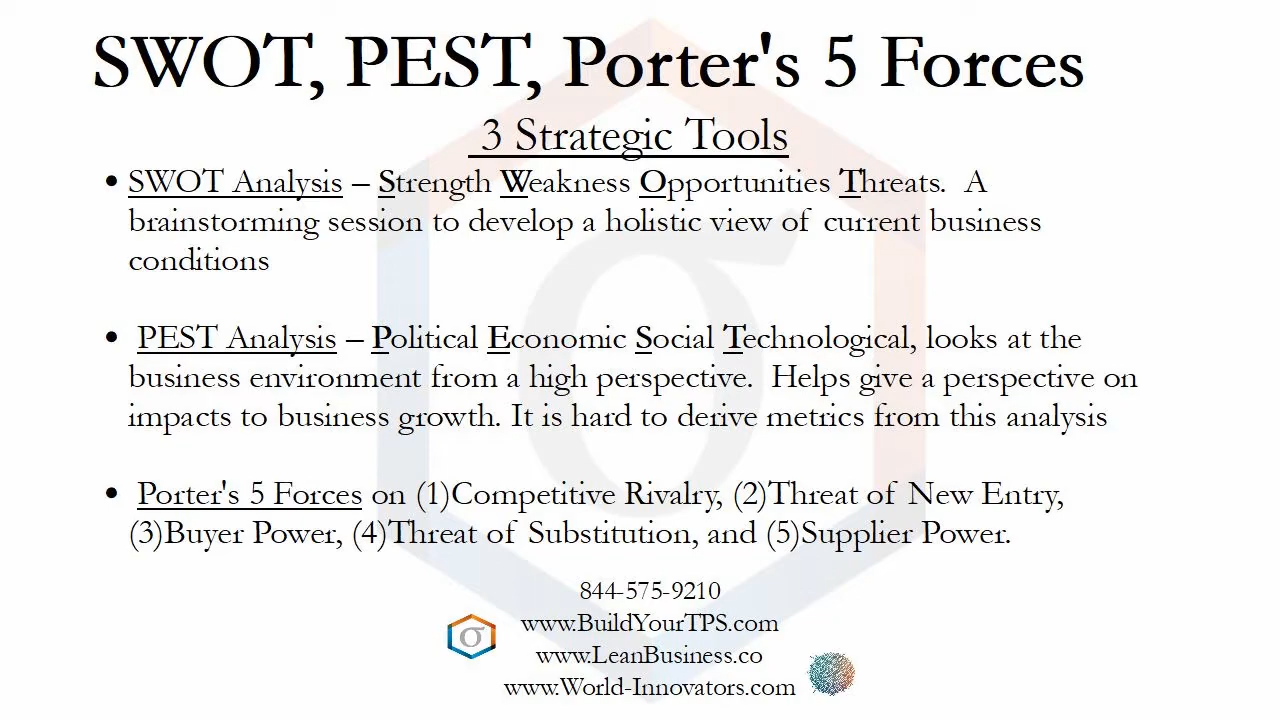 SWOT, PEST, Porter's 5 Forces
3 Strategic Tools
• SWOT Analysis – Strength Weakness Opportunities Threats.  A
brainstorming session to develop a holistic view of current business
conditions
• PEST Analysis – Political Economic Social Technological, looks at the
business environment from a high perspective.  Helps give a perspective on
impacts to business growth. It is hard to derive metrics from this analysis
• Porter's 5 Forces on (1)Competitive Rivalry, (2)Threat of New Entry,
(3)Buyer Power, (4)Threat of Substitution, and (5)Supplier Power.
844-575-9210
www.BuildYourTPS.com
σ
www.LeanBusiness.co
www.World-Innovators.com